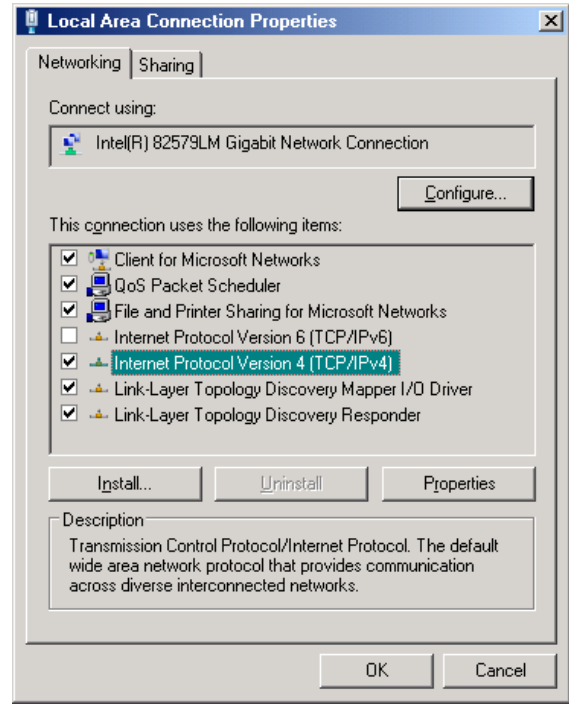 Local Area Connection Properties
Networking
Sharing
Connect using:
Intel(R) 82579LM Gigabit Network Connection
Configure...
This connection uses the following items:
Client for Microsoft Networks
QoS Packet Scheduler
File and Printer Sharing for Microsoft Networks
Internet Protocol Version 6 (TCP/IPv6)
Internet Protocol Version 4 (TCP/IPv4)
Link-Layer Topology Discovery Mapper I/O Driver
Link-Layer Topology Discovery Responder
Install...
Uninstall
Properties
Description
Transmission Control Protocol/Internet Protocol. The default
wide area network protocol that provides communication
across diverse interconnected networks.
OK
Cancel